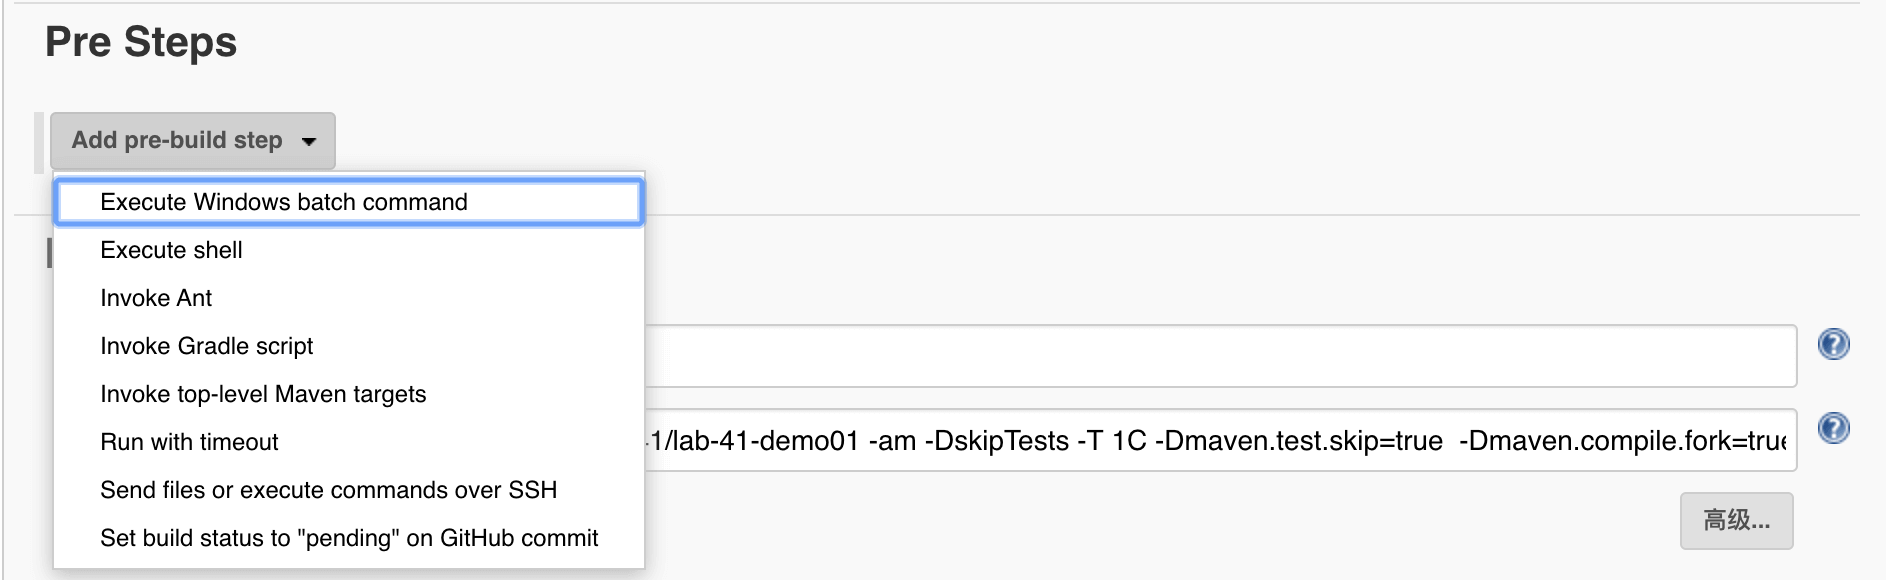 Pre Steps
Add pre-build step
Execute Windows batch command
Execute shell
Invoke Ant
Invoke Gradle script
Invoke top-level Maven targets
1/lab-41-demo01 -am -DskipTests -T 1C -Dmaven.test.skip=true  -Dmaven.compile.fork=true
Run with timeout
Send files or execute commands over SSH
高级...
Set build status to "pending" on GitHub commit